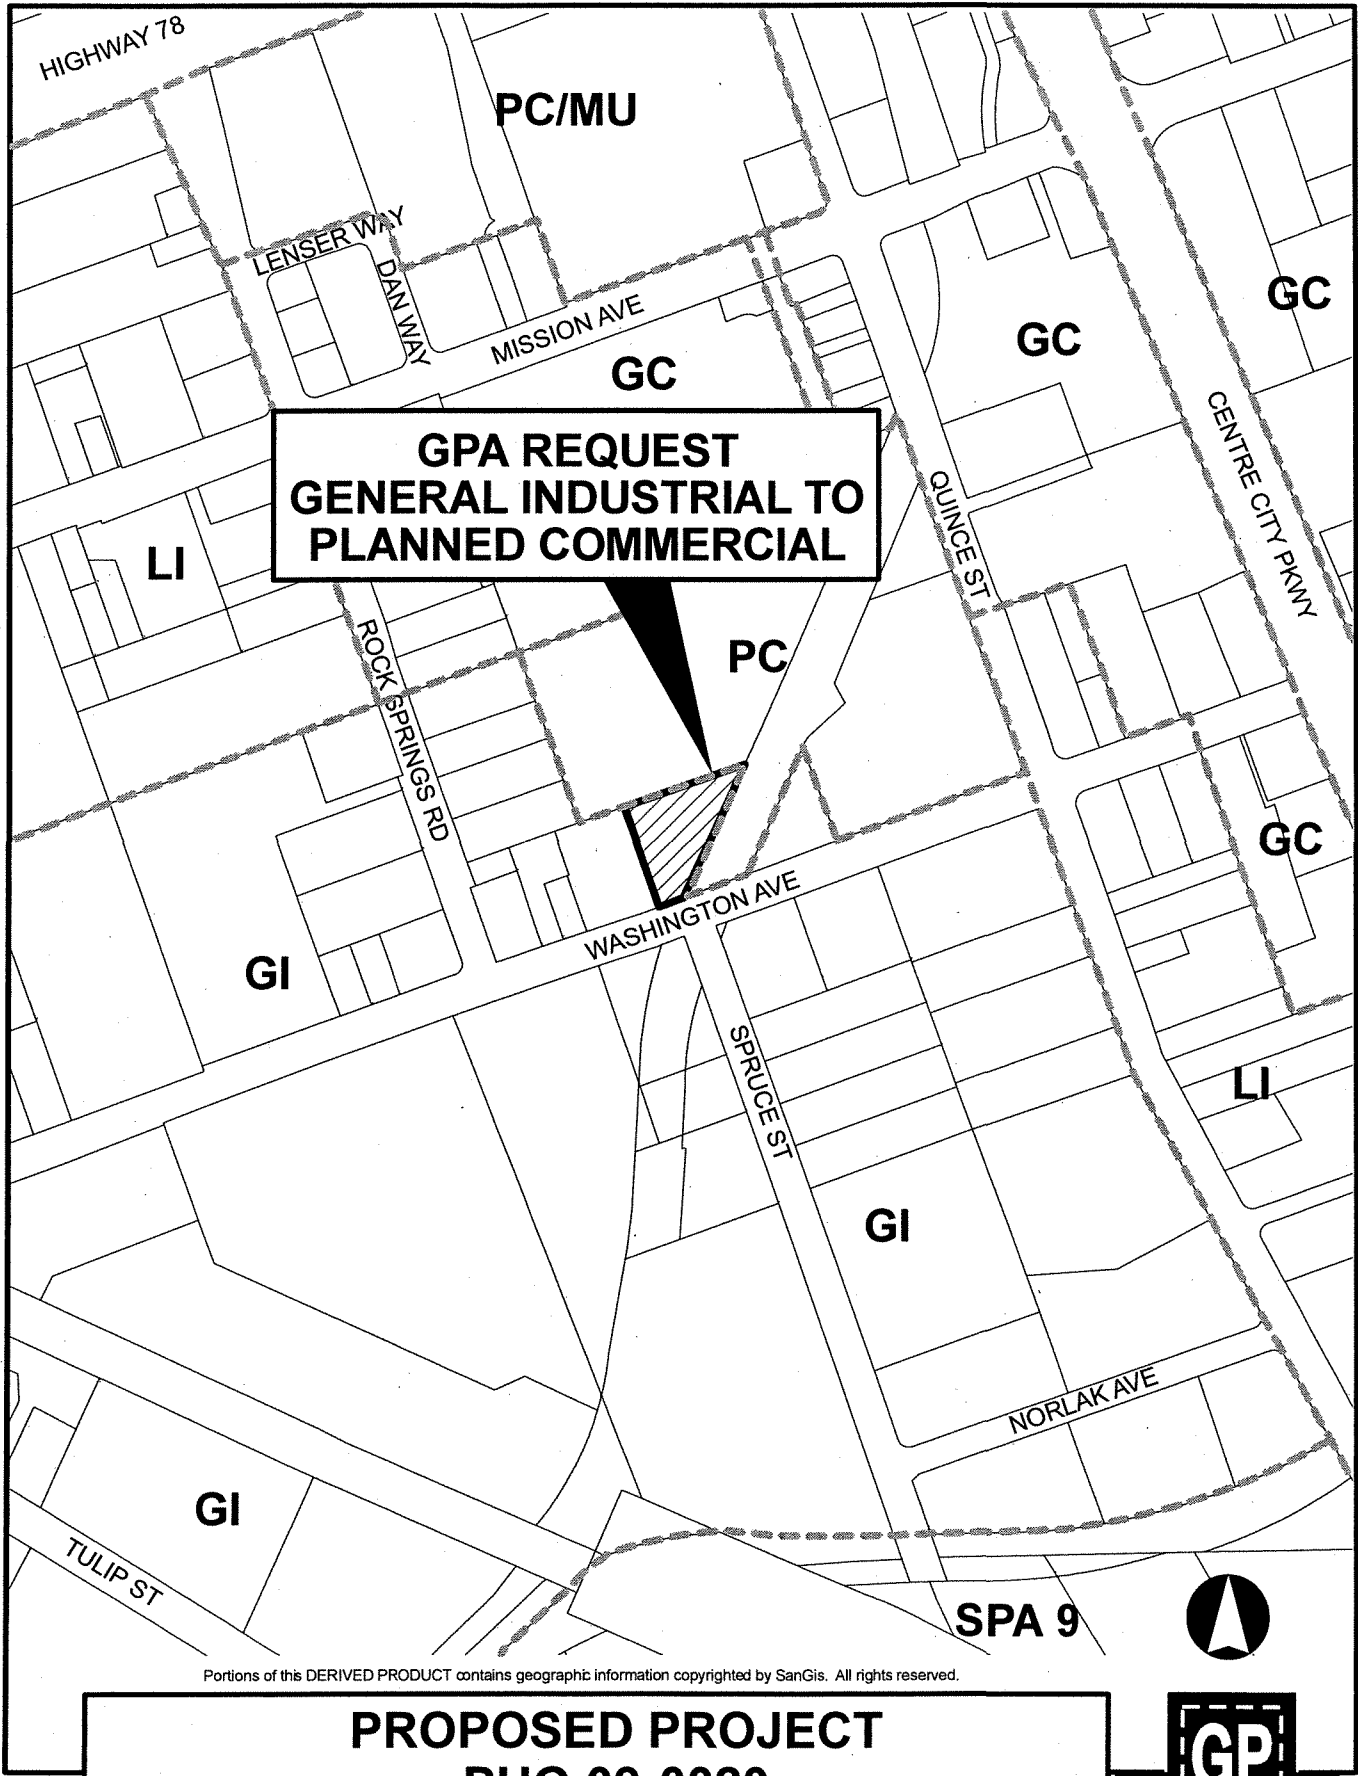 HIGHWAY 78
PC/MU
LENSER WAY
DAN WAY
MISSION AVE
GC
GC
GC
CENTRE CITY PKWY
GPA REQUEST
GENERAL INDUSTRIAL TO
PLANNED COMMERCIAL
QUINCE ST
LI
ROCK SPRINGS RD
PC
GC
WASHINGTON AVE
GI
SPRUCE ST
LI
GI
NORLAK AVE
GI
TULIP ST
SPA 9
Portions of this DERIVED PRODUCT contains geographic information copyrighted by SanGis. All rights reserved.
PROPOSED PROJECT
GP